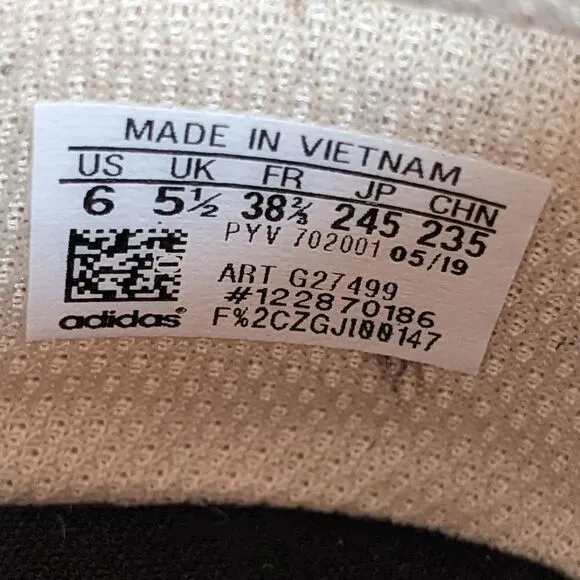 MADE IN VIETNAM
US UK FR JP CHN
6 5½ 38⅔ 245 235
PYV 702001 05/19
ART G27499
#122870186
adidas F%2CZGJI00147